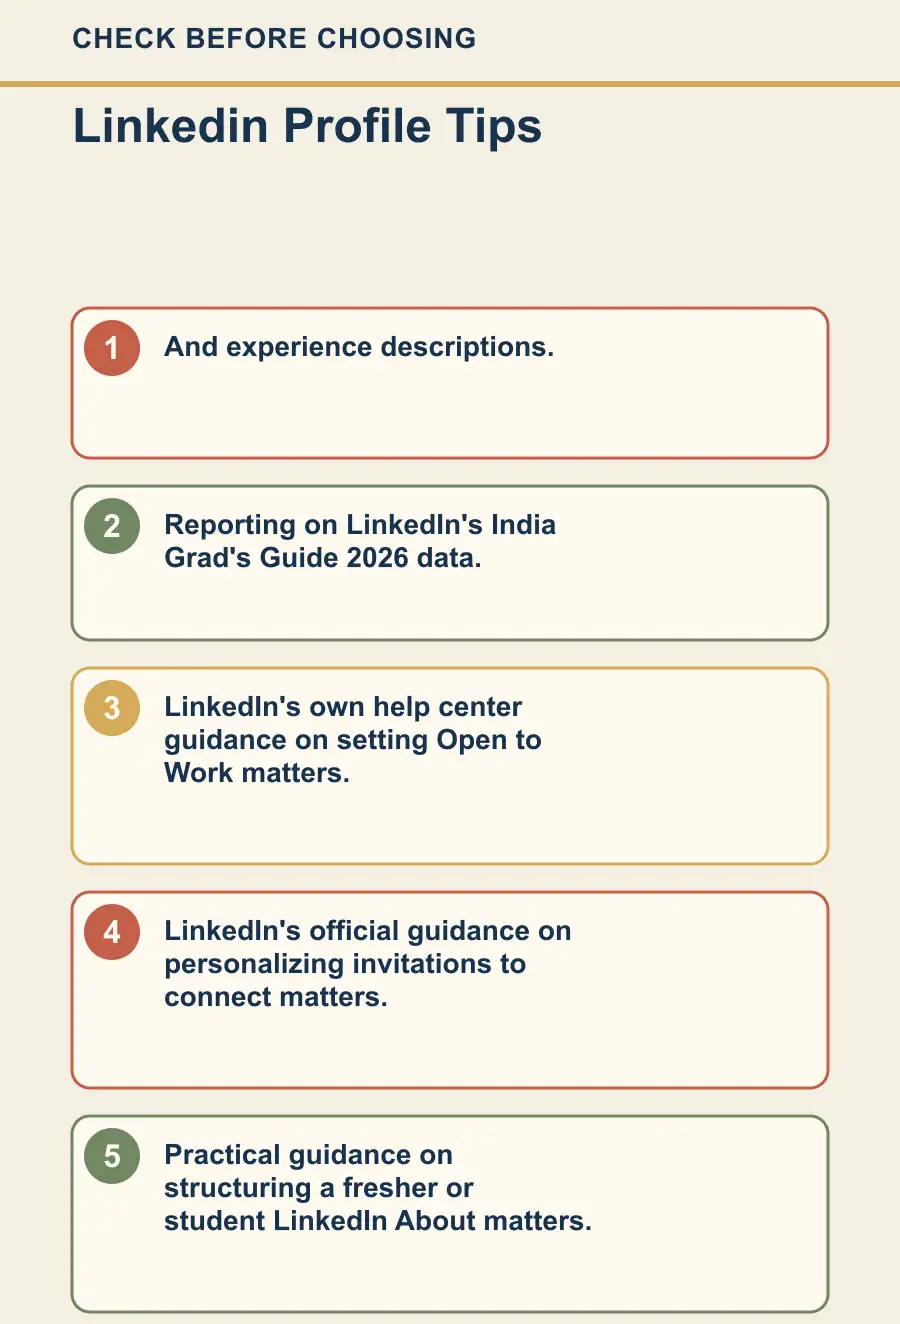 CHECK BEFORE CHOOSING
Linkedin Profile Tips
1
And experience descriptions.
2
Reporting on LinkedIn's India
Grad's Guide 2026 data.
3
LinkedIn's own help center
guidance on setting Open to
Work matters.
4
LinkedIn's official guidance on
personalizing invitations to
connect matters.
5
Practical guidance on
structuring a fresher or
student LinkedIn About matters.